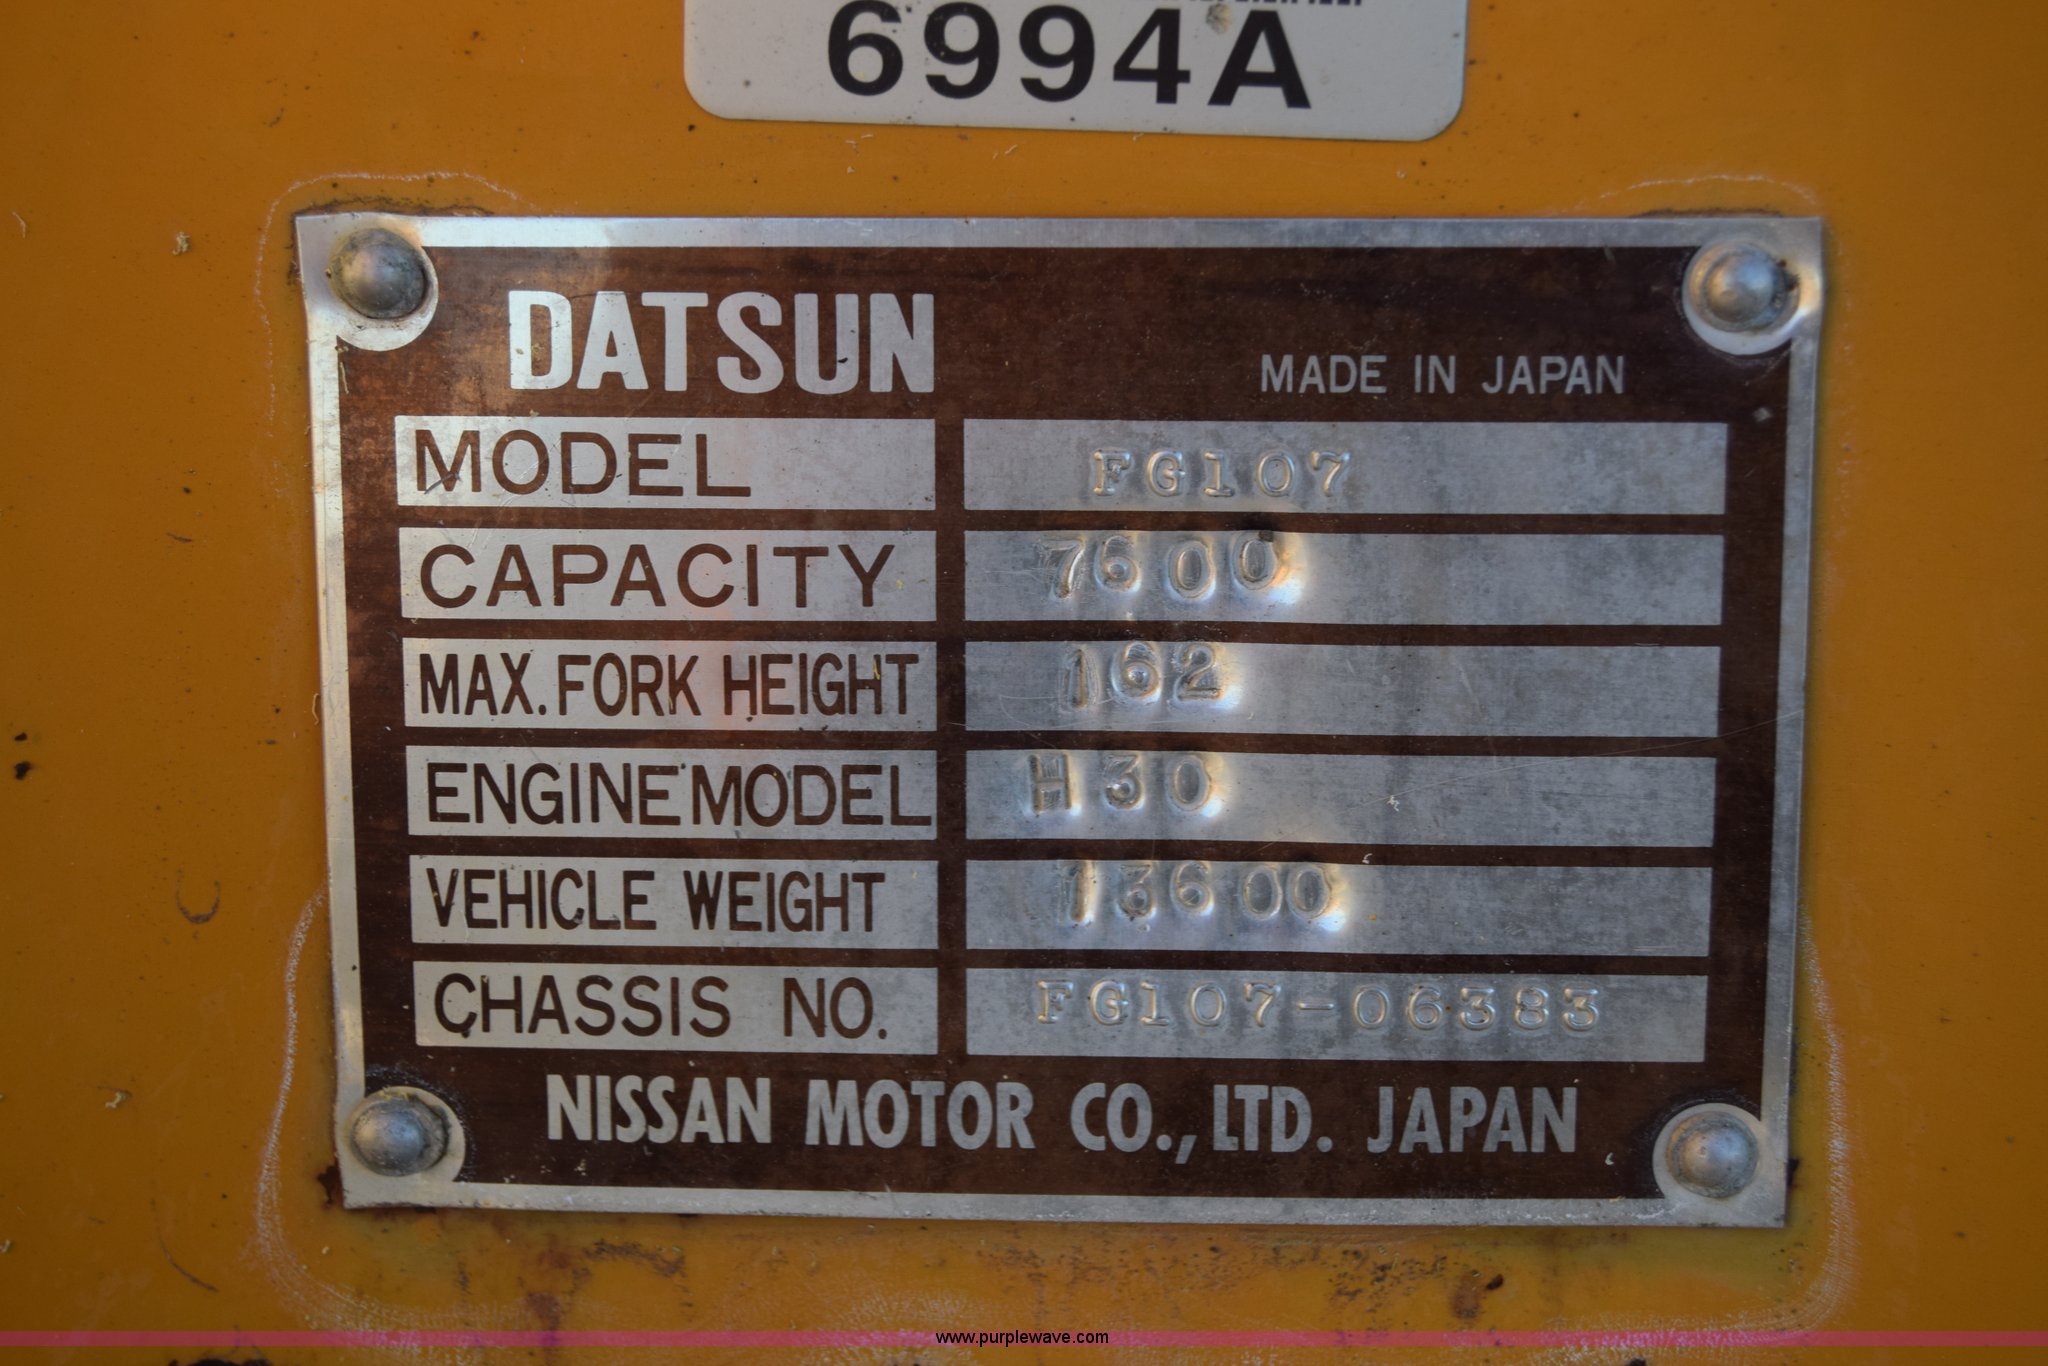 6994A
DATSUN
MADE IN JAPAN
MODEL FG107
CAPACITY 7600
MAX. FORK HEIGHT 162
ENGINE MODEL H30
VEHICLE WEIGHT 13600
CHASSIS NO. FG107-06383
NISSAN MOTOR CO., LTD. JAPAN
www.purplewave.com